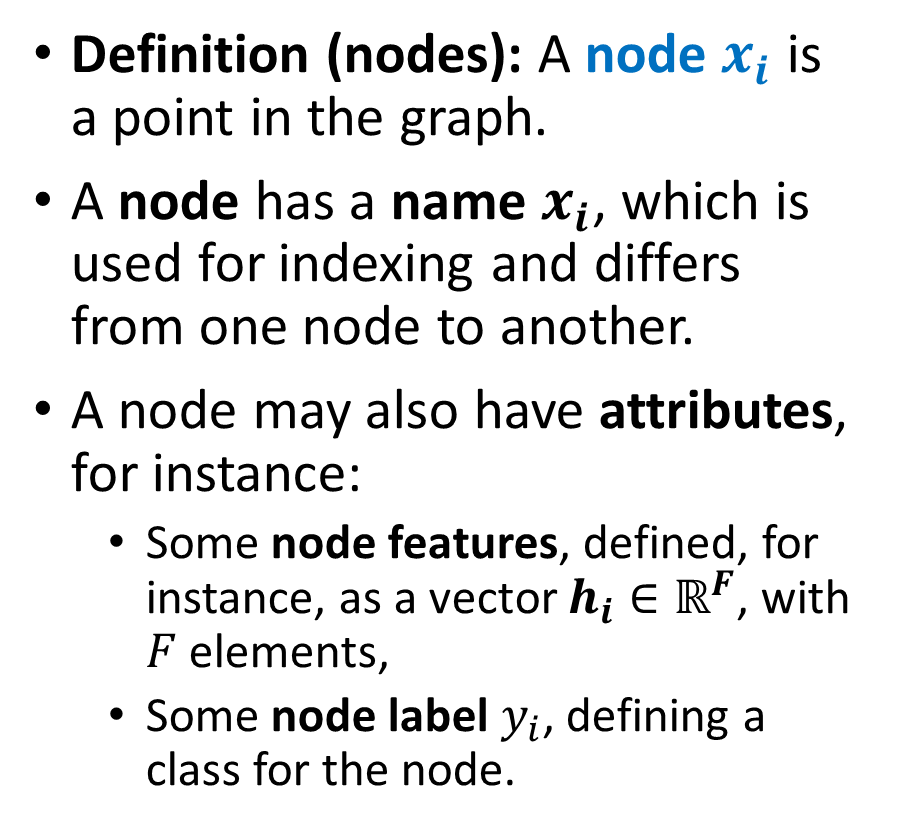 • Definition (nodes): A node xᵢ is
a point in the graph.
• A node has a name xᵢ, which is
used for indexing and differs
from one node to another.
• A node may also have attributes,
for instance:
• Some node features, defined, for
instance, as a vector hᵢ ∈ ℝ^F, with
F elements,
• Some node label yᵢ, defining a
class for the node.